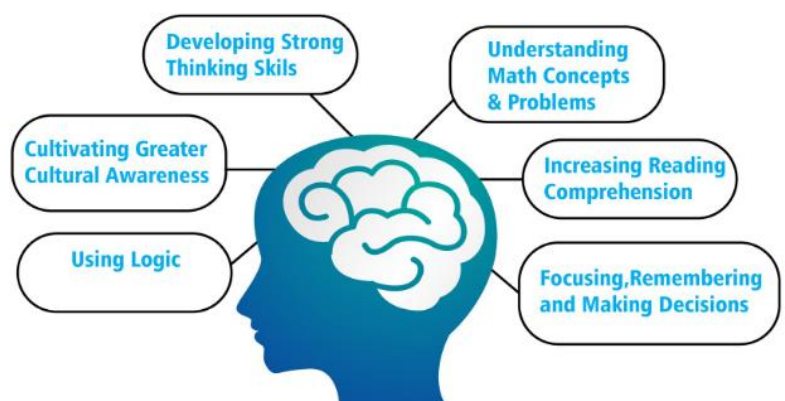 Developing Strong
Thinking Skils
Understanding
Math Concepts
& Problems
Cultivating Greater
Cultural Awareness
Increasing Reading
Comprehension
Using Logic
Focusing,Remembering
and Making Decisions